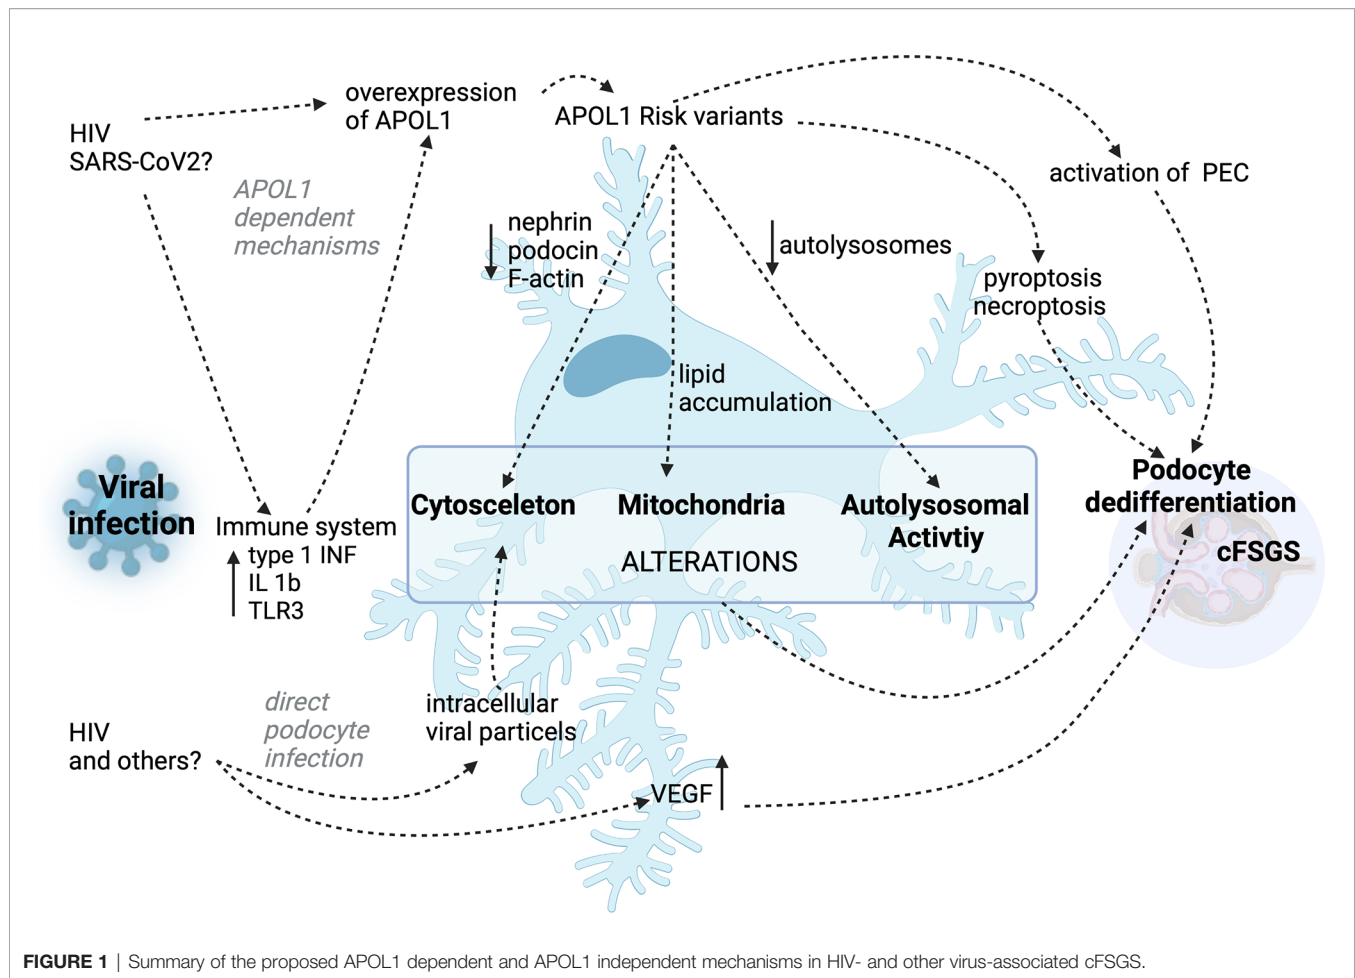 overexpression
of APOL1
APOL1 Risk variants
HIV
SARS-CoV2?
activation of PEC
APOL1
dependent
mechanisms
nephrin
podocin
F-actin
autolysosomes
pyroptosis
necroptosis
lipid
accumulation
Viral
infection
Immune system
type 1 INF
IL 1b
TLR3
Cytosceleton
Mitochondria
Autolysosomal
Activtiy
ALTERATIONS
Podocyte
dedifferentiation
cFSGS
direct
podocyte
infection
HIV
and others?
intracellular
viral particels
VEGF
FIGURE 1 | Summary of the proposed APOL1 dependent and APOL1 independent mechanisms in HIV- and other virus-associated cFSGS.